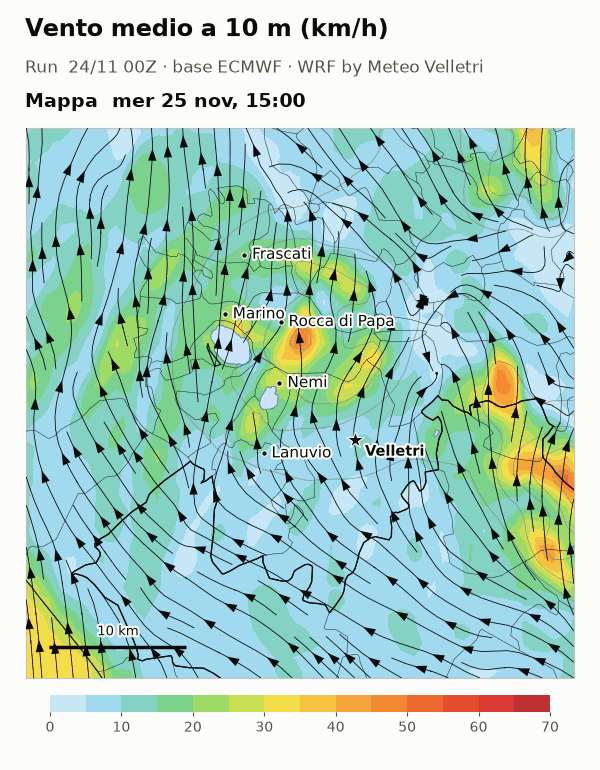 Vento medio a 10 m (km/h)
Run  24/11 00Z · base ECMWF · WRF by Meteo Velletri
Mappa  mer 25 nov, 15:00
Frascati
Marino
Rocca di Papa
Nemi
Velletri
Lanuvio
10 km
0 10 20 30 40 50 60 70